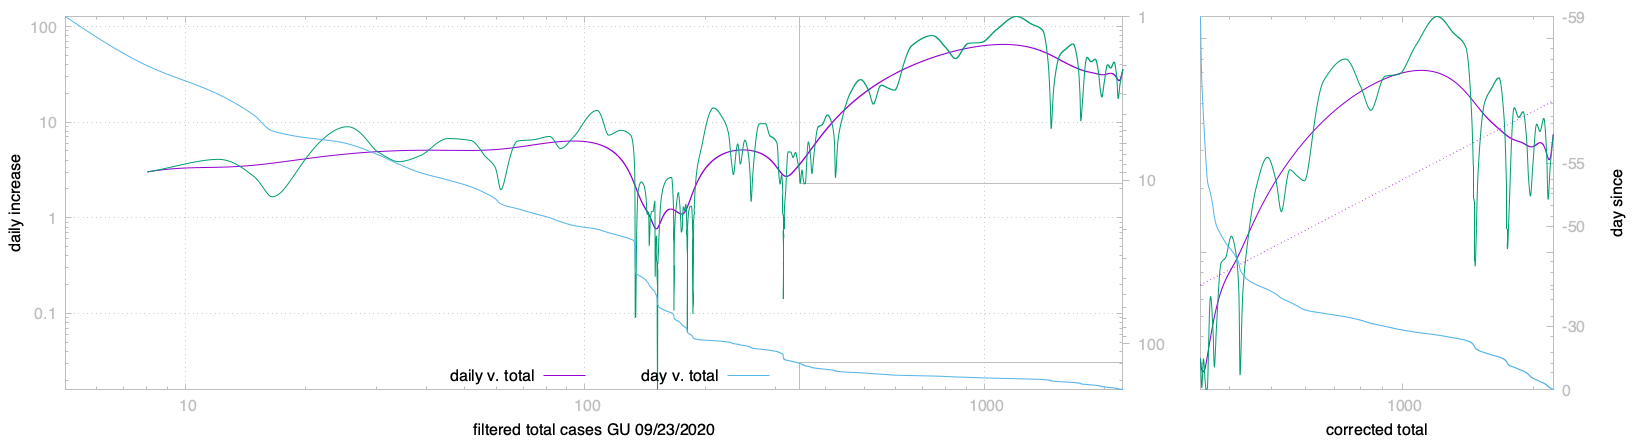 100
10
1
0.1
daily increase
10
100
1000
filtered total cases GU 09/23/2020
daily v. total
day v. total
1
10
100
1000
corrected total
-59
-55
-50
-30
0
day since